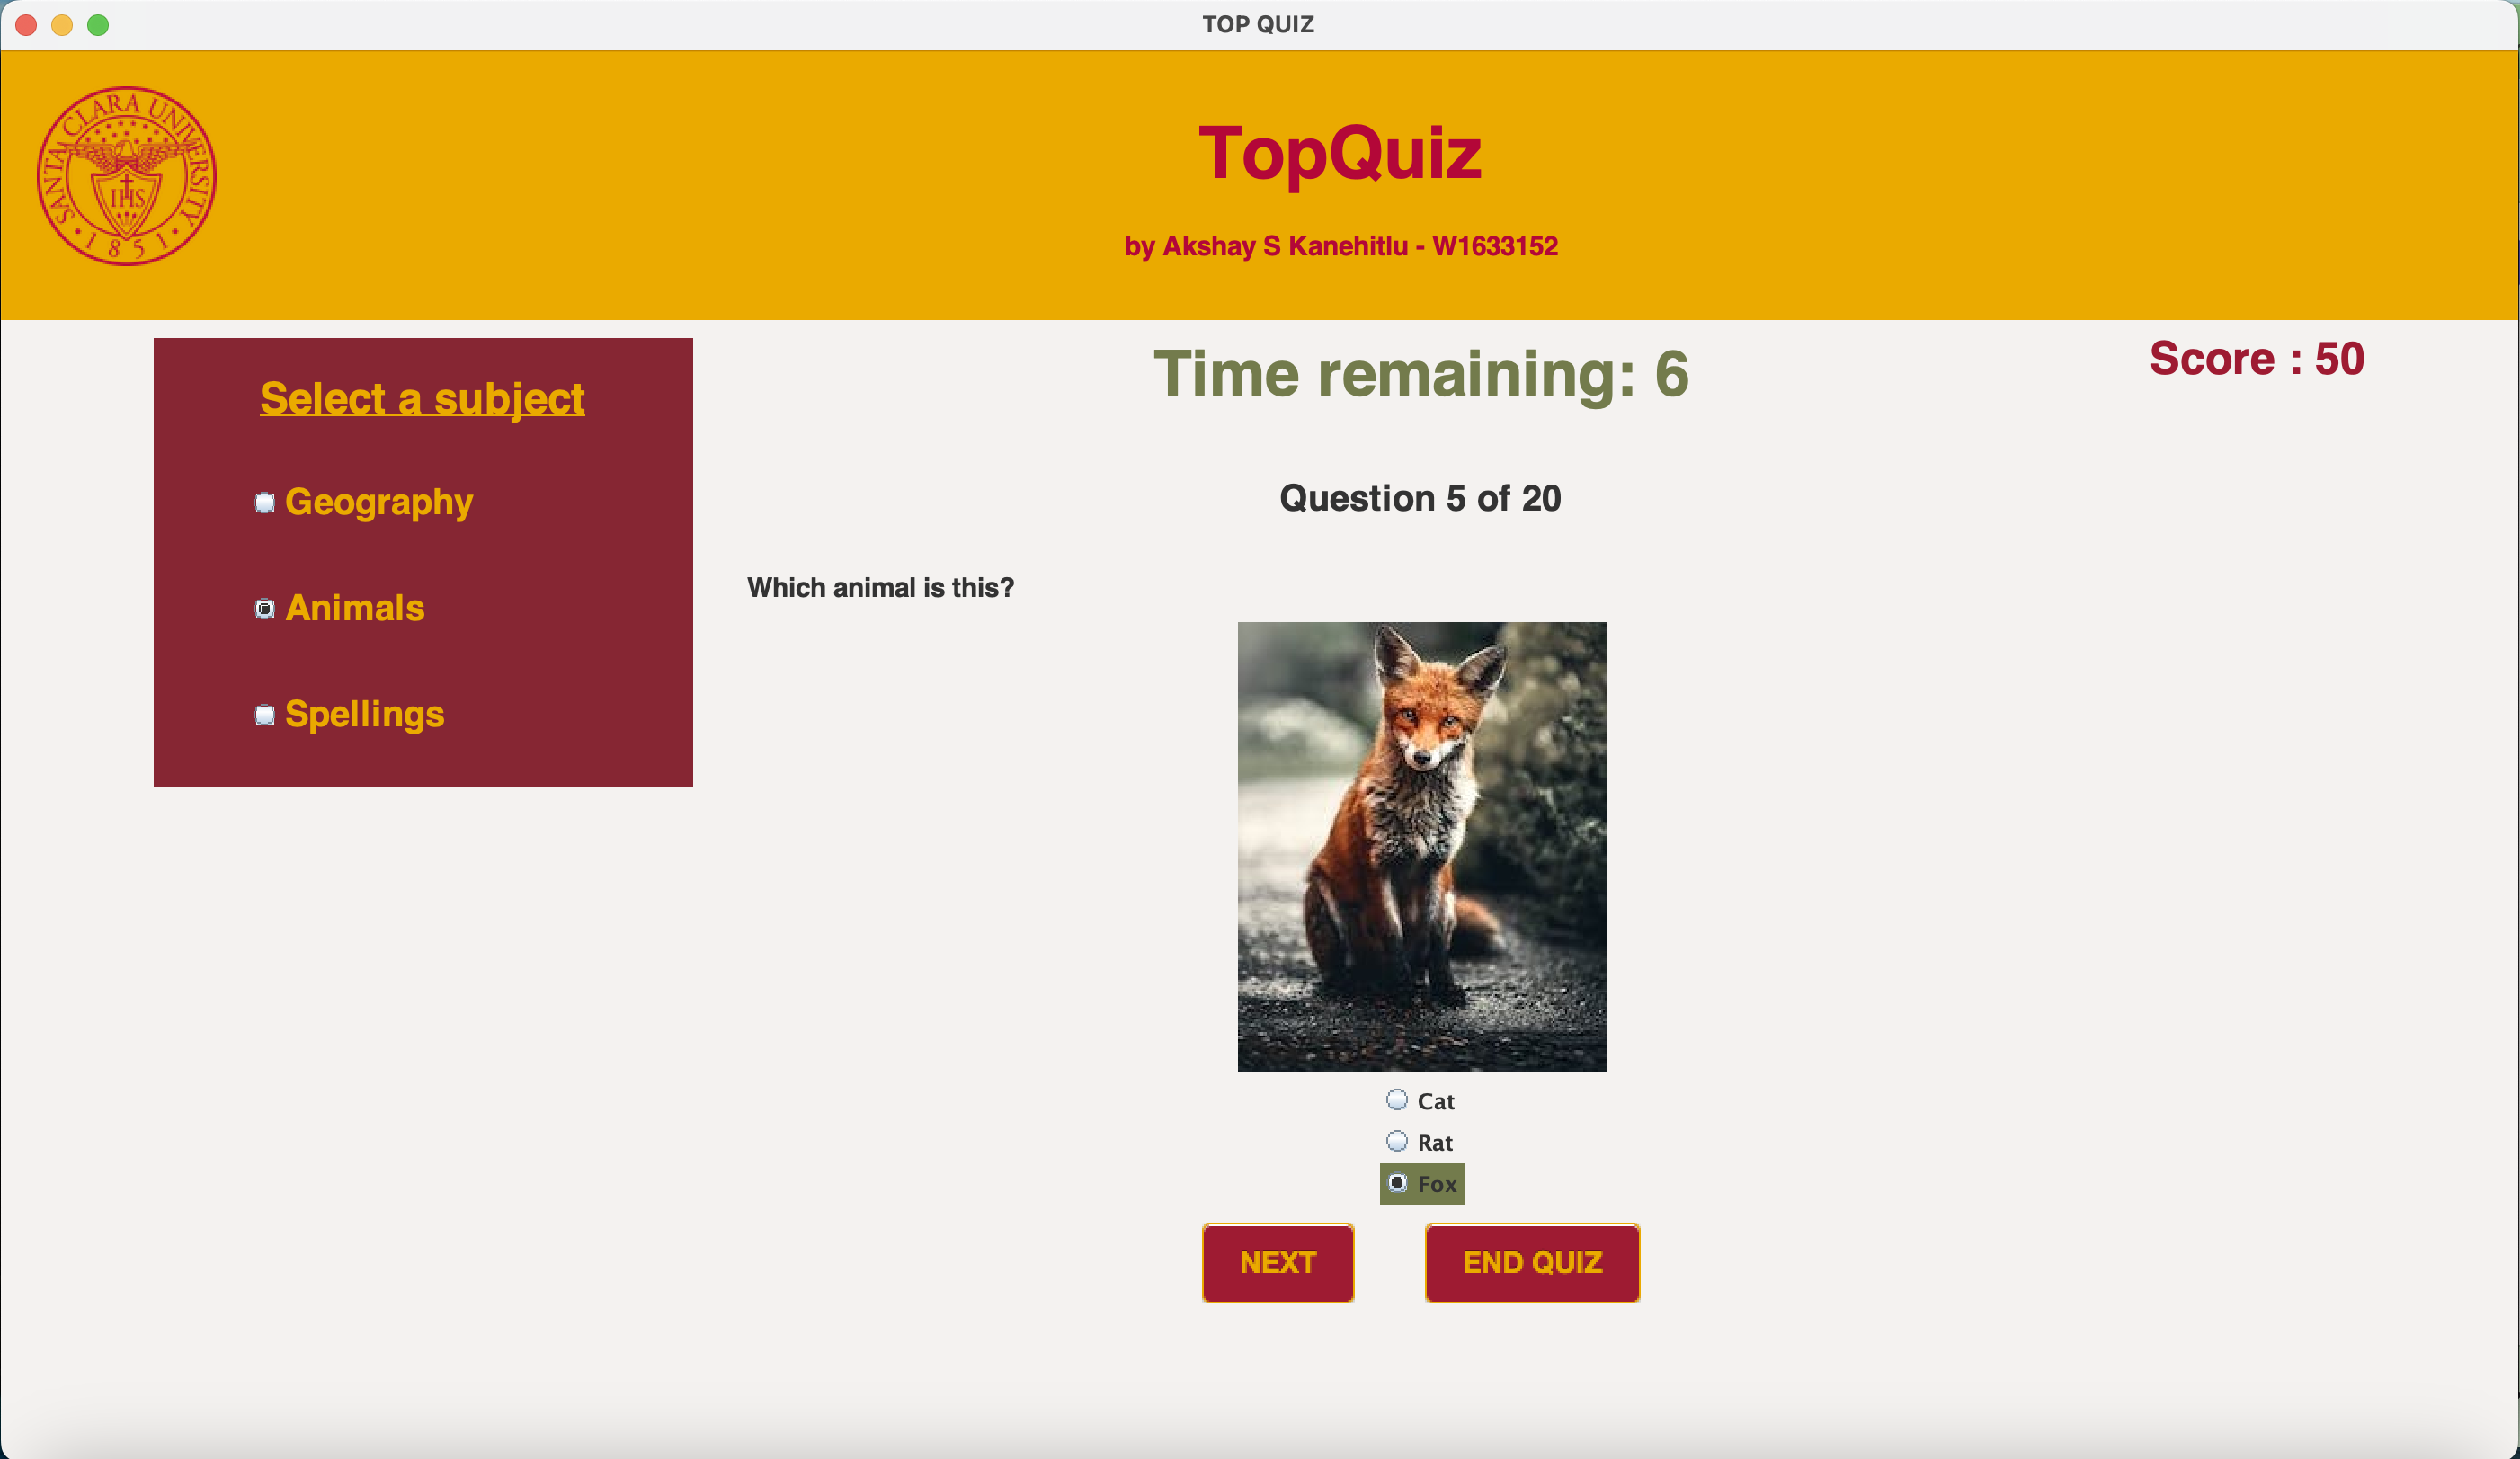 TOP QUIZ
SANTA CLARA UNIVERSITY
IHS
1851
TopQuiz
by Akshay S Kanehitlu - W1633152
Select a subject
Geography
Animals
Spellings
Time remaining: 6
Score : 50
Question 5 of 20
Which animal is this?
Cat
Rat
Fox
NEXT
END QUIZ